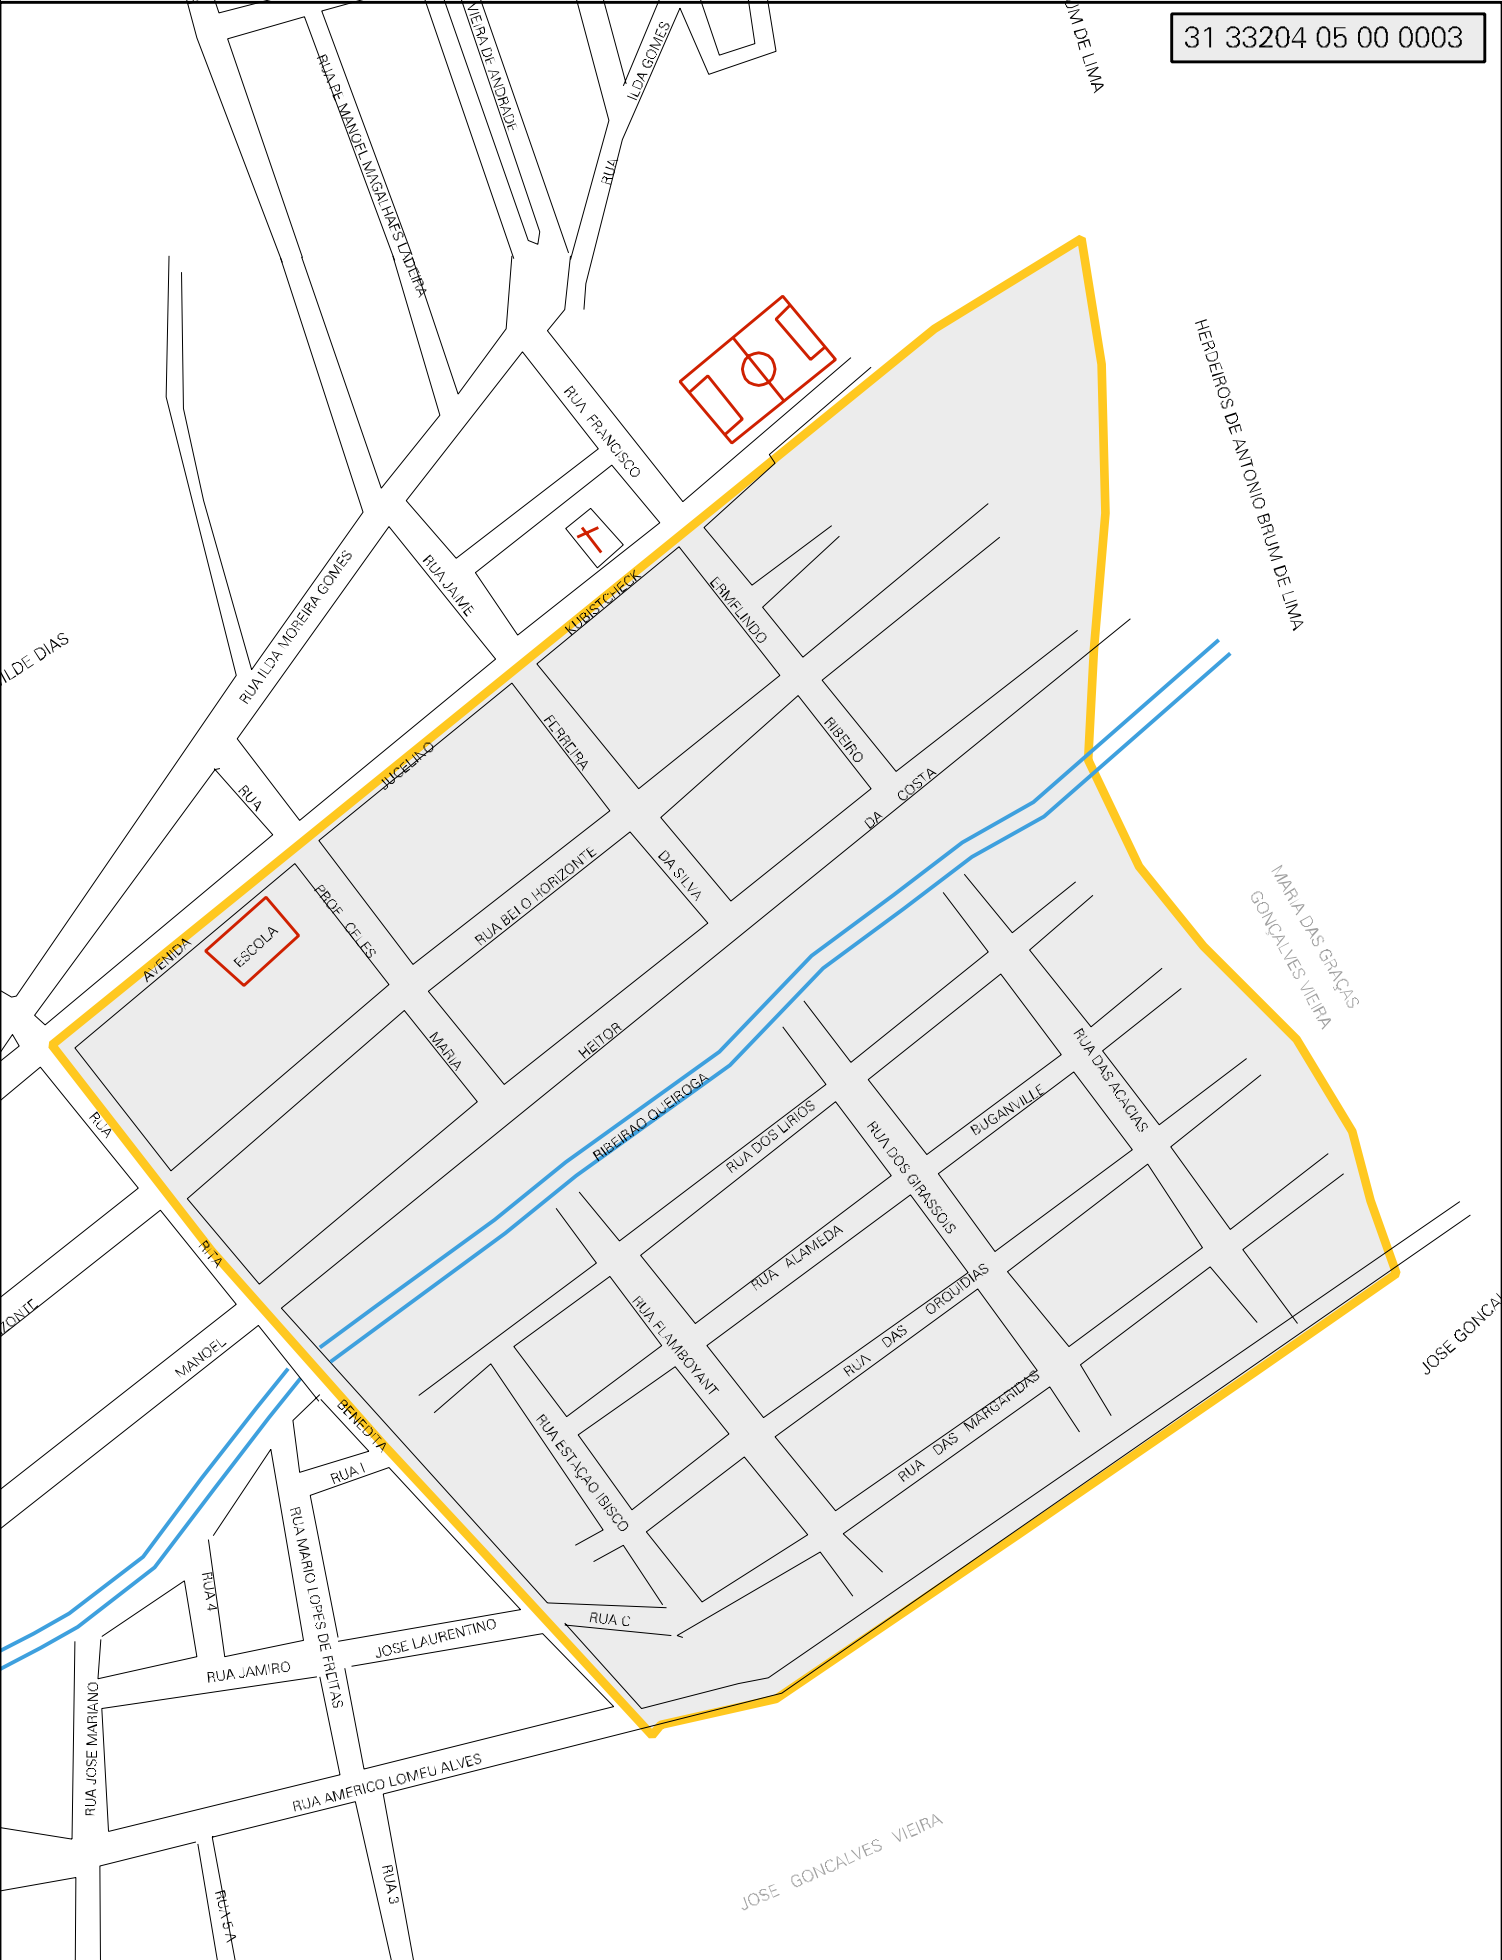 31 33204 05 00 0003
UM DE LIMA
VIEIRA DE ANDRADE
ILDA GOMES
RUA
RUA PE MANOEL MAGALHAES LADEIRA
HERDEIROS DE ANTONIO BRUM DE LIMA
RUA FRANCISCO
RUA JAIME
RUA ILDA MOREIRA GOMES
ILDE DIAS
KUBISTCHECK
ERMELINDO
JUCELINO
FERREIRA
RIBEIRO
RUA
DA COSTA
RUA BELO HORIZONTE
DA SILVA
PROF. CELES
ESCOLA
AVENIDA
MARIA DAS GRAÇAS
GONÇALVES VIEIRA
MARIA
HEITOR
RIBEIRAO QUEIROGA
RUA DAS ACACIAS
BUGANVILLE
RUA DOS LIRIOS
RUA DOS GIRASSOIS
RUA
RITA
RUA ALAMEDA
RUA DAS ORQUIDIAS
ZONTE
MANOEL
RUA FLAMBOYANT
JOSE GONCAL
BENEDITA
RUA DAS MARGARIDAS
RUA ESTAÇAO IBISCO
RUA I
RUA MARIO LOPES DE FREITAS
RUA 4
RUA C
JOSE LAURENTINO
RUA JAMIRO
RUA JOSE MARIANO
RUA AMERICO LOMEU ALVES
JOSE GONCALVES VIEIRA
RUA 3
RUA 5 A